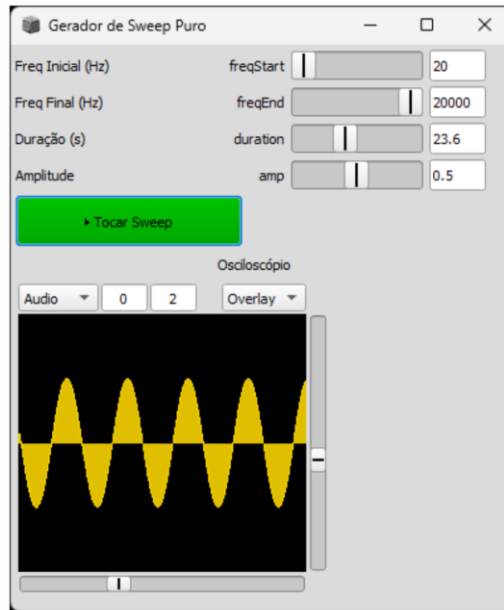 Gerador de Sweep Puro
Freq Inicial (Hz) freqStart 20
Freq Final (Hz) freqEnd 20000
Duração (s) duration 23.6
Amplitude amp 0.5
Tocar Sweep
Osciloscópio
Audio 0 2 Overlay